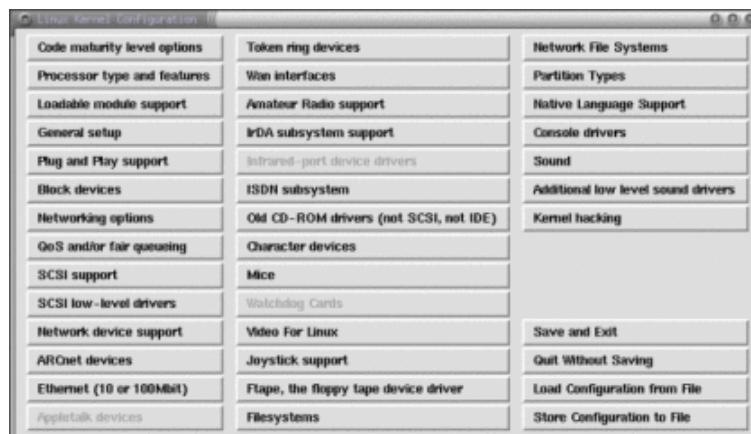 Linux Kernel Configuration
Code maturity level options
Processor type and features
Loadable module support
General setup
Plug and Play support
Block devices
Networking options
QoS and/or fair queueing
SCSI support
SCSI low-level drivers
Network device support
ARCnet devices
Ethernet (10 or 100Mbit)
Appletalk devices
Token ring devices
Wan interfaces
Amateur Radio support
IrDA subsystem support
Infrared-port device drivers
ISDN subsystem
Old CD-ROM drivers (not SCSI, not IDE)
Character devices
Mice
Watchdog Cards
Video For Linux
Joystick support
Ftape, the floppy tape device driver
Filesystems
Network File Systems
Partition Types
Native Language Support
Console drivers
Sound
Additional low level sound drivers
Kernel hacking
Save and Exit
Quit Without Saving
Load Configuration from File
Store Configuration to File